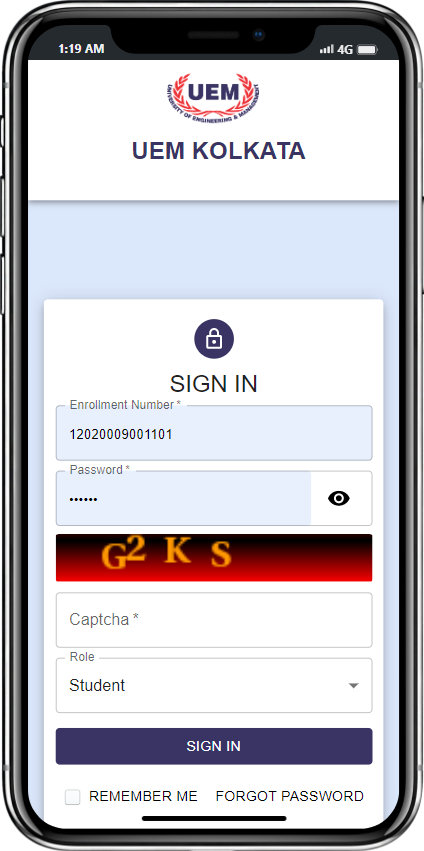 1:19 AM 4G
UEM
UNIVERSITY OF ENGINEERING & MANAGEMENT
UEM KOLKATA
SIGN IN
Enrollment Number *
12020009001101
Password *
••••••
G2KS
Captcha *
Role
Student
SIGN IN
REMEMBER ME FORGOT PASSWORD